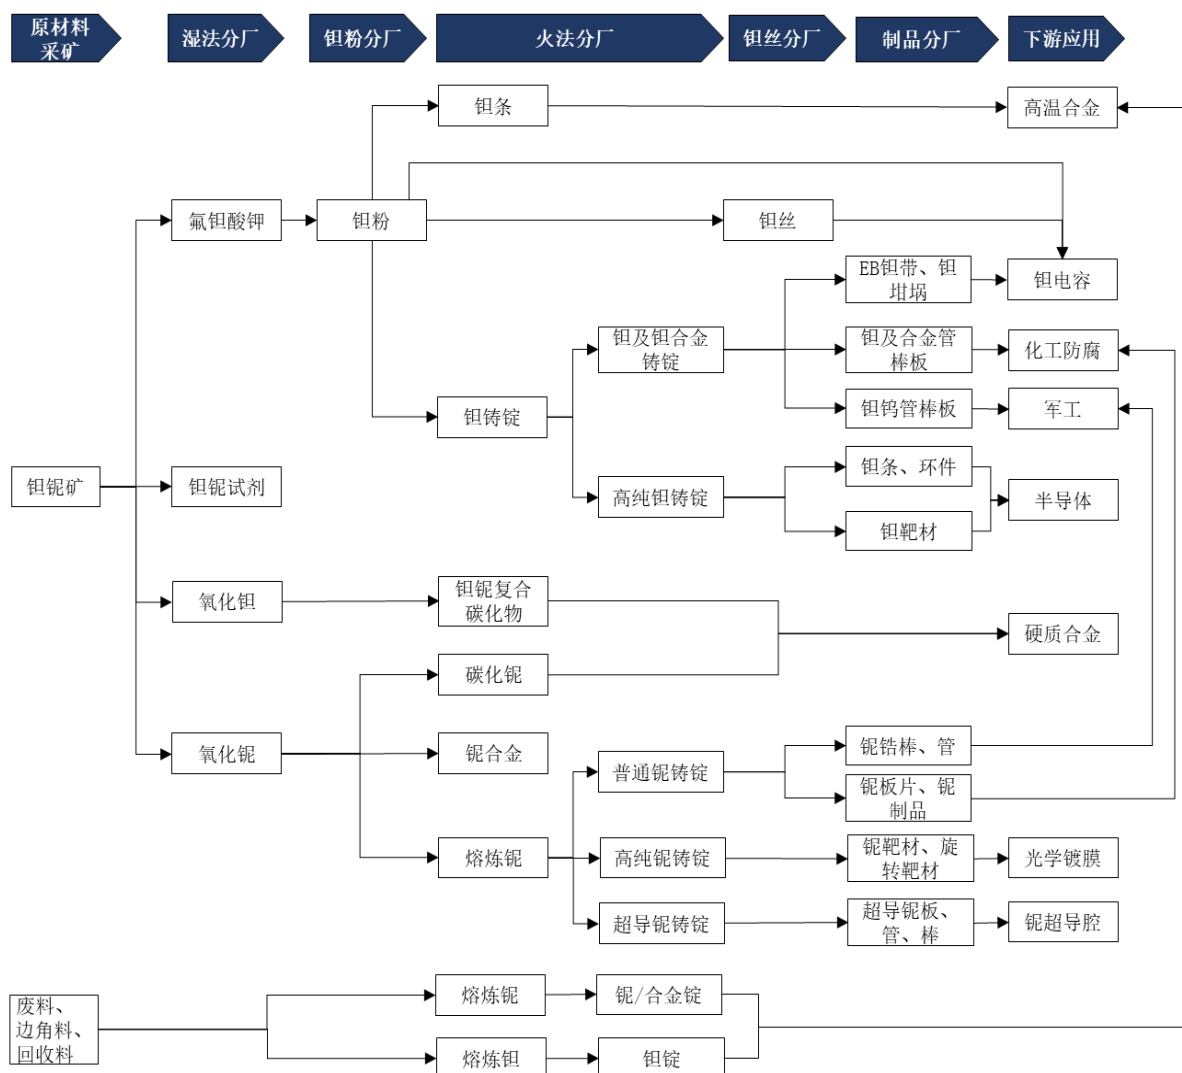 原材料
采矿
湿法分厂
钽粉分厂
火法分厂
钽丝分厂
制品分厂
下游应用
钽条
高温合金
氟钽酸钾
钽粉
钽丝
EB钽带、钽
坩埚
钽电容
钽及钽合金
铸锭
钽及合金管
棒板
化工防腐
钽铸锭
钽钨管棒板
军工
钽铌矿
钽铌试剂
高纯钽铸锭
钽条、环件
半导体
钽靶材
氧化钽
钽铌复合
碳化物
硬质合金
碳化铌
氧化铌
铌合金
普通铌铸锭
铌锆棒、管
铌板片、铌
制品
熔炼铌
高纯铌铸锭
铌靶材、旋
转靶材
光学镀膜
超导铌铸锭
超导铌板、
管、棒
铌超导腔
废料、
边角料、
回收料
熔炼铌
铌/合金锭
熔炼钽
钽锭